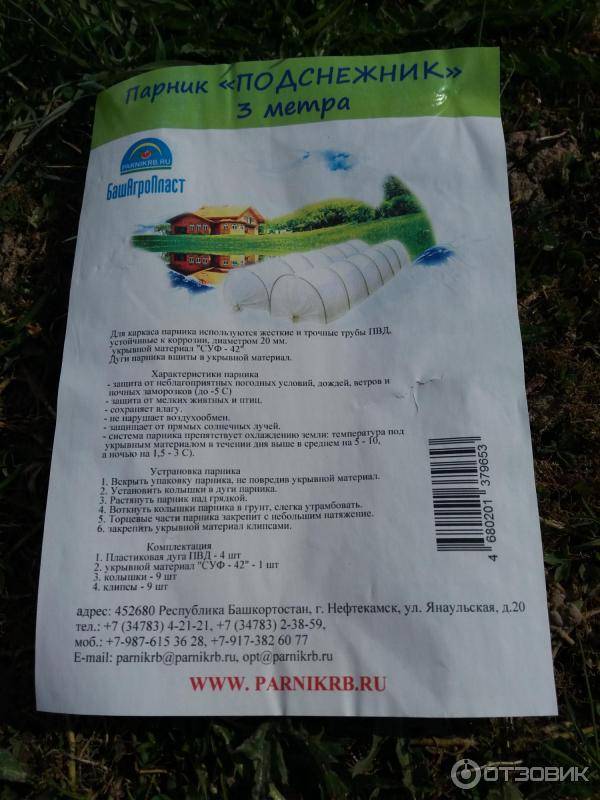 Парник «ПОДСНЕЖНИК»
3 метра
PARNIKRB.RU
БашАгроПласт
Для каркаса парника используются жесткие и трочные трубы ПВД,
устойчивые к коррозии, диаметром 20 мм.
укрывной материал "СУФ - 42"
Дуги парника вшиты в укрывной материал.
Характеристики парника
- защита от неблагоприятных погодных условий, дождей, ветров и
ночных заморозков (до -5 С)
- защита от мелких живтных и птиц.
- сохраняет влагу.
- не нарушает воздухообмен.
- защищает от прямых солнечных лучей.
- система парника препятствует охлаждению земли: температура под
укрывным материалом в течении дня выше в среднем на 5 - 10,
а ночью на 1,5 - 3 С).
Установка парника
1. Вскрыть упаковку парника, не повредив укрывной материал.
2. Установить колышки в дуги парника.
3. Растянуть парник над грядкой.
4. Воткнуть колышки парника в грунт, слегка утрамбовать.
5. Торцевые части парника закрепит с небольшим натяжение.
6. закрепить укрывной материал клипсами.
Комплектация
1. Пластиковая дуга ПВД - 4 шт
2. укрывной материал "СУФ - 42" - 1 шт
3. колышки - 9 шт
4. клипсы - 9 шт
4 680201 379653
адрес: 452680 Республика Башкортостан, г. Нефтекамск, ул. Янаульская, д.20
тел.: +7 (34783) 4-21-21, +7 (34783) 2-38-59,
моб.: +7-987-615 36 28, +7-917-382 60 77
E-mail: parnikrb@parnikrb.ru, opt@parnikrb.ru
WWW. PARNIKRB.RU
ОТЗОВИК